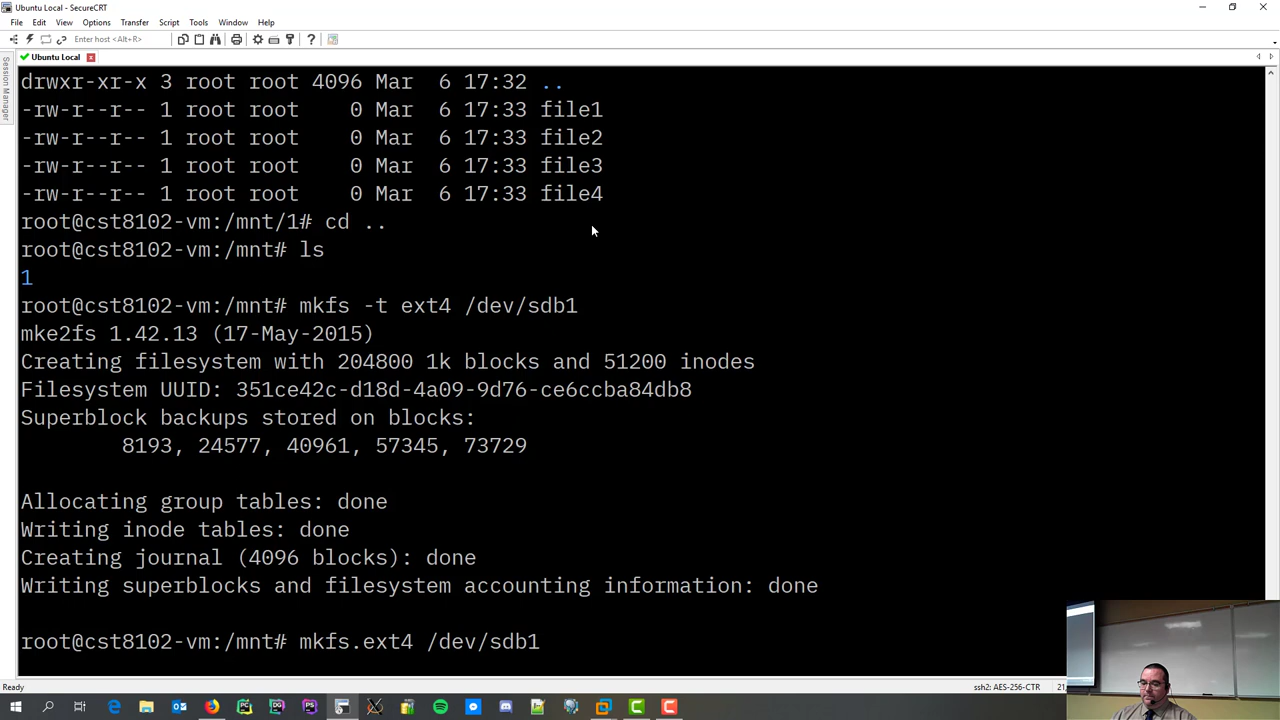 Ubuntu Local - SecureCRT
File Edit View Options Transfer Script Tools Window Help
Enter host <Alt+R>
Ubuntu Local
Session Manager
drwxr-xr-x 3 root root 4096 Mar  6 17:32 ..
-rw-r--r-- 1 root root    0 Mar  6 17:33 file1
-rw-r--r-- 1 root root    0 Mar  6 17:33 file2
-rw-r--r-- 1 root root    0 Mar  6 17:33 file3
-rw-r--r-- 1 root root    0 Mar  6 17:33 file4
root@cst8102-vm:/mnt/1# cd ..
root@cst8102-vm:/mnt# ls
1
root@cst8102-vm:/mnt# mkfs -t ext4 /dev/sdb1
mke2fs 1.42.13 (17-May-2015)
Creating filesystem with 204800 1k blocks and 51200 inodes
Filesystem UUID: 351ce42c-d18d-4a09-9d76-ce6ccba84db8
Superblock backups stored on blocks:
        8193, 24577, 40961, 57345, 73729
Allocating group tables: done
Writing inode tables: done
Creating journal (4096 blocks): done
Writing superblocks and filesystem accounting information: done
root@cst8102-vm:/mnt# mkfs.ext4 /dev/sdb1
Ready
ssh2: AES-256-CTR